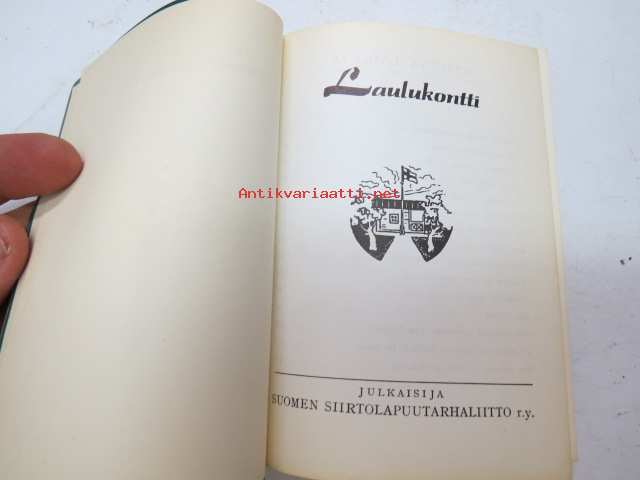 Laulukontti
Antikvariaatti.net
JULKAISIJA
SUOMEN SIIRTOLAPUUTARHALIITTO r.y.